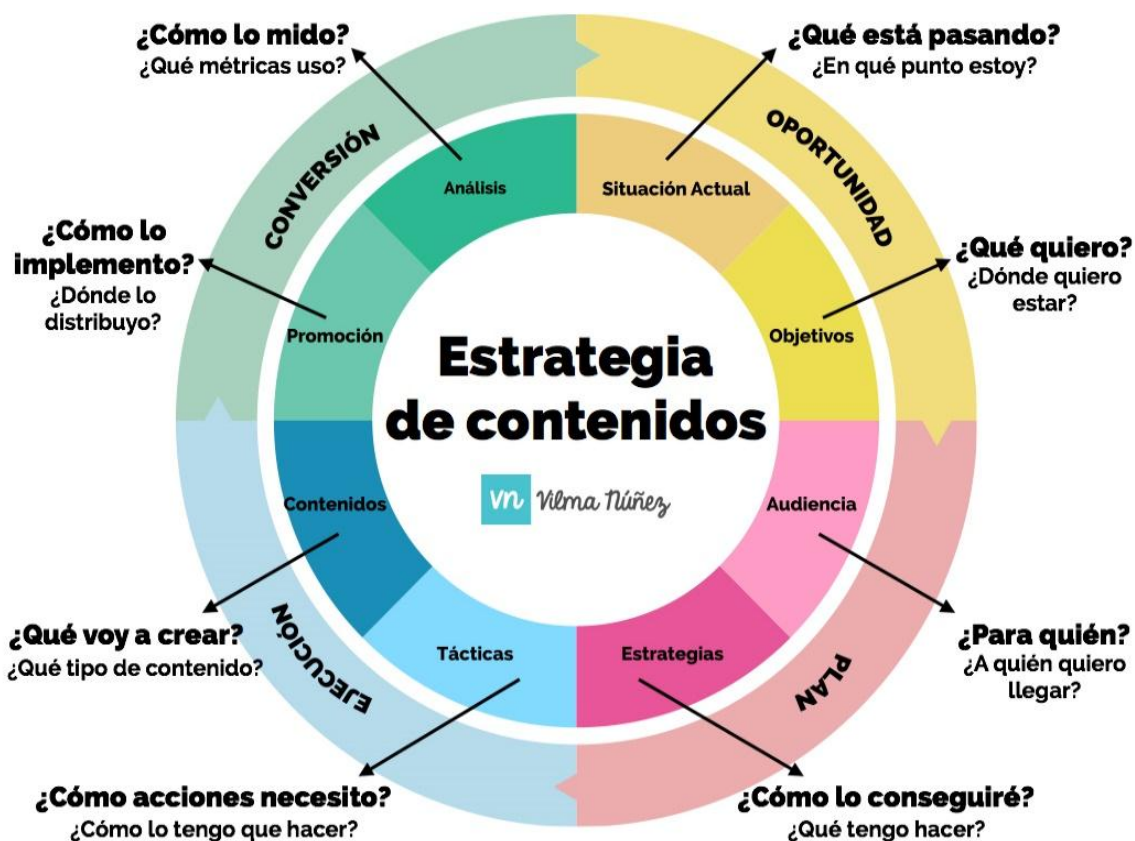 ¿Cómo lo mido?
¿Qué métricas uso?
¿Qué está pasando?
¿En qué punto estoy?
CONVERSIÓN
OPORTUNIDAD
Análisis
Situación Actual
¿Cómo lo
implemento?
¿Dónde lo
distribuyo?
¿Qué quiero?
¿Dónde quiero
estar?
Promoción
Objetivos
Estrategia
de contenidos
vn Vilma Núñez
Contenidos
Audiencia
¿Qué voy a crear?
¿Qué tipo de contenido?
¿Para quién?
¿A quién quiero
llegar?
Tácticas
Estrategias
EJECUCIÓN
PLAN
¿Cómo acciones necesito?
¿Cómo lo tengo que hacer?
¿Cómo lo conseguiré?
¿Qué tengo hacer?